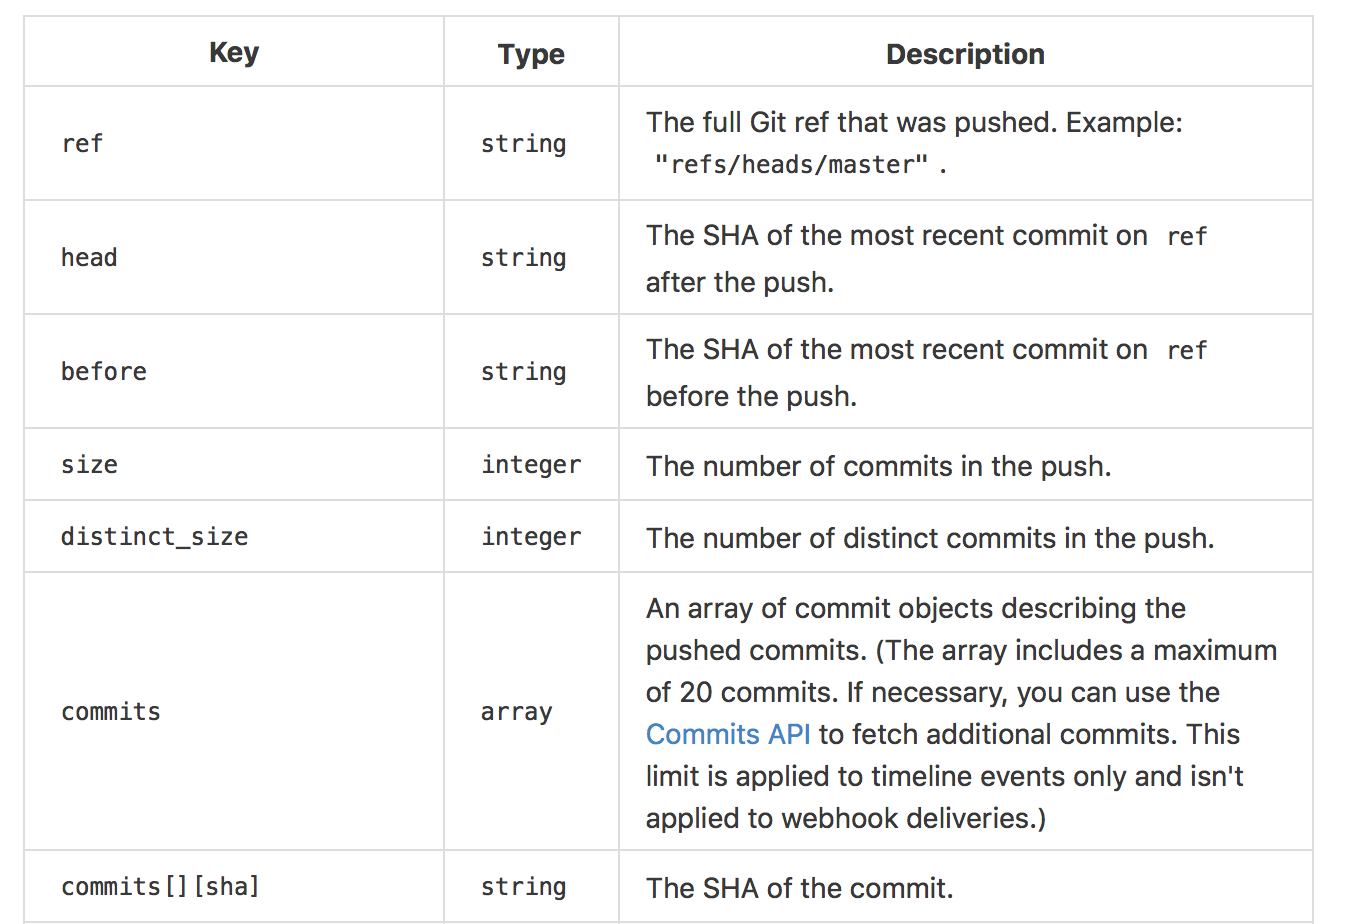 Key Type Description
ref string The full Git ref that was pushed. Example:
"refs/heads/master" .
head string The SHA of the most recent commit on ref
after the push.
before string The SHA of the most recent commit on ref
before the push.
size integer The number of commits in the push.
distinct_size integer The number of distinct commits in the push.
commits array An array of commit objects describing the
pushed commits. (The array includes a maximum
of 20 commits. If necessary, you can use the
Commits API to fetch additional commits. This
limit is applied to timeline events only and isn't
applied to webhook deliveries.)
commits[][sha] string The SHA of the commit.